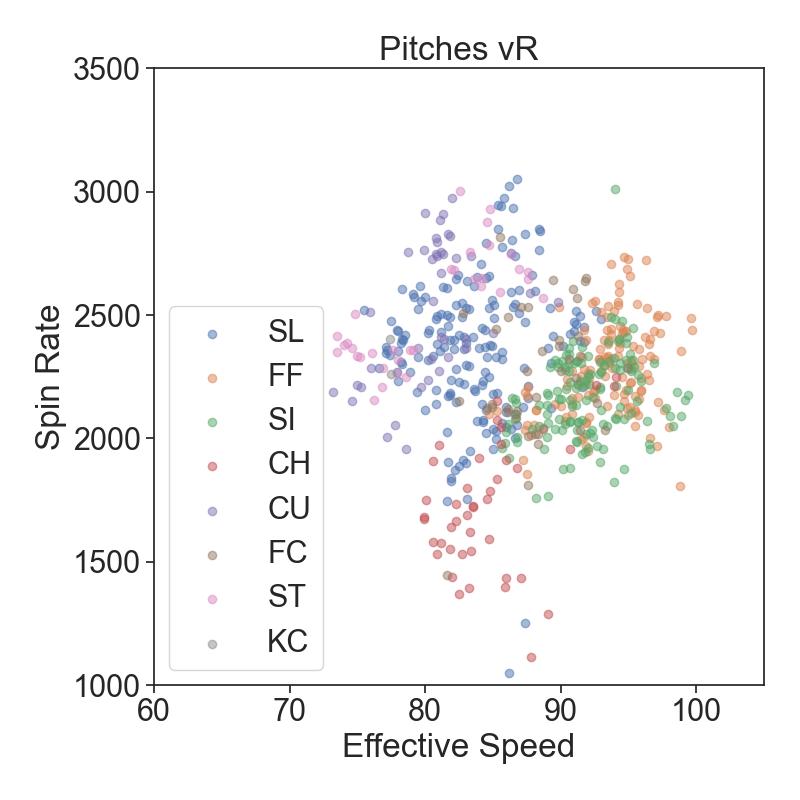 Pitches vR
3500
3000
2500
2000
1500
1000
Spin Rate
SL
FF
SI
CH
CU
FC
ST
KC
60 70 80 90 100
Effective Speed